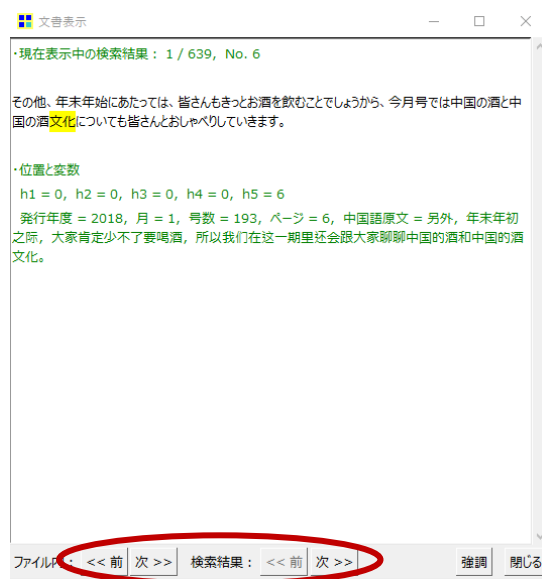 文書表示
・現在表示中の検索結果： 1 / 639, No. 6
その他、年末年始にあたっては、皆さんもきっとお酒を飲むことでしょうから、今月号では中国の酒と中
国の酒文化についても皆さんとおしゃべりしていきます。
・位置と変数
h1 = 0, h2 = 0, h3 = 0, h4 = 0, h5 = 6
発行年度 = 2018, 月 = 1, 号数 = 193, ページ = 6, 中国語原文 = 另外，年末年初
之际，大家肯定少不了要喝酒，所以我们在这一期里还会跟大家聊聊中国的酒和中国的酒
文化。
ファイル内： << 前 次 >> 検索結果： << 前 次 >> 強調 閉じる